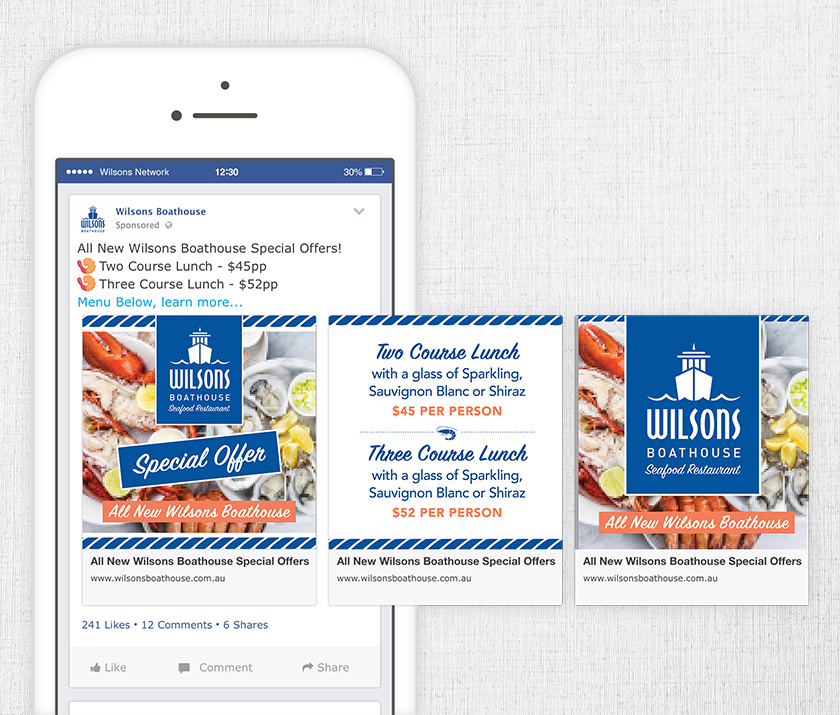 Wilsons Network 12:30 30%
WILSONS
BOATHOUSE
Wilsons Boathouse
Sponsored
All New Wilsons Boathouse Special Offers!
Two Course Lunch - $45pp
Three Course Lunch - $52pp
Menu Below, learn more...
WILSONS
BOATHOUSE
Seafood Restaurant
Special Offer
All New Wilsons Boathouse
All New Wilsons Boathouse Special Offers
www.wilsonsboathouse.com.au
Two Course Lunch
with a glass of Sparkling,
Sauvignon Blanc or Shiraz
$45 PER PERSON
Three Course Lunch
with a glass of Sparkling,
Sauvignon Blanc or Shiraz
$52 PER PERSON
All New Wilsons Boathouse Special Offers
www.wilsonsboathouse.com.au
WILSONS
BOATHOUSE
Seafood Restaurant
All New Wilsons Boathouse
All New Wilsons Boathouse Special Offers
www.wilsonsboathouse.com.au
241 Likes • 12 Comments • 6 Shares
Like Comment Share